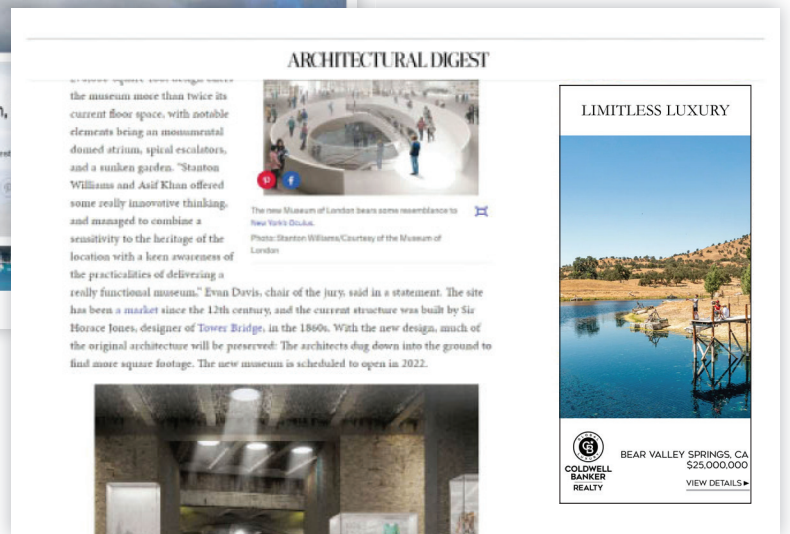 ARCHITECTURAL DIGEST
the museum more than twice its
current floor space, with notable
elements being an monumental
domed atrium, spiral escalators,
and a sunken garden. "Stanton
Williams and Asif Khan offered
some really innovative thinking,
and managed to combine a
sensitivity to the heritage of the
location with a keen awareness of
the practicalities of delivering a
really functional museum," Evan Davis, chair of the jury, said in a statement. The site
has been a market since the 12th century, and the current structure was built by Sir
Horace Jones, designer of Tower Bridge, in the 1860s. With the new design, much of
the original architecture will be preserved: The architects dug down into the ground to
find more square footage. The new museum is scheduled to open in 2022.
The new Museum of London bears some resemblance to
New York's Oculus.
Photo: Stanton Williams/Courtesy of the Museum of
London
LIMITLESS LUXURY
GLOBAL LUXURY
CB
COLDWELL
BANKER
REALTY
BEAR VALLEY SPRINGS, CA
$25,000,000
VIEW DETAILS ▶